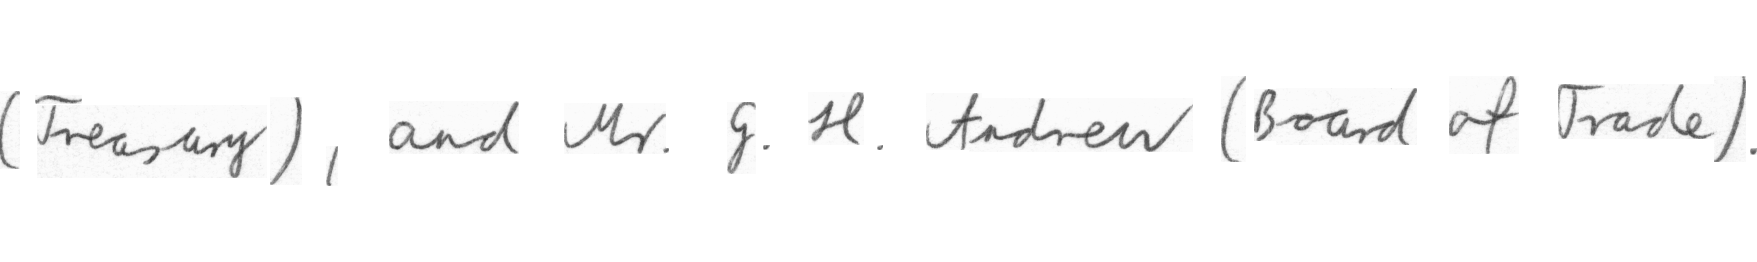 (Treasury), and Mr. G. H. Andrew (Board of Trade).